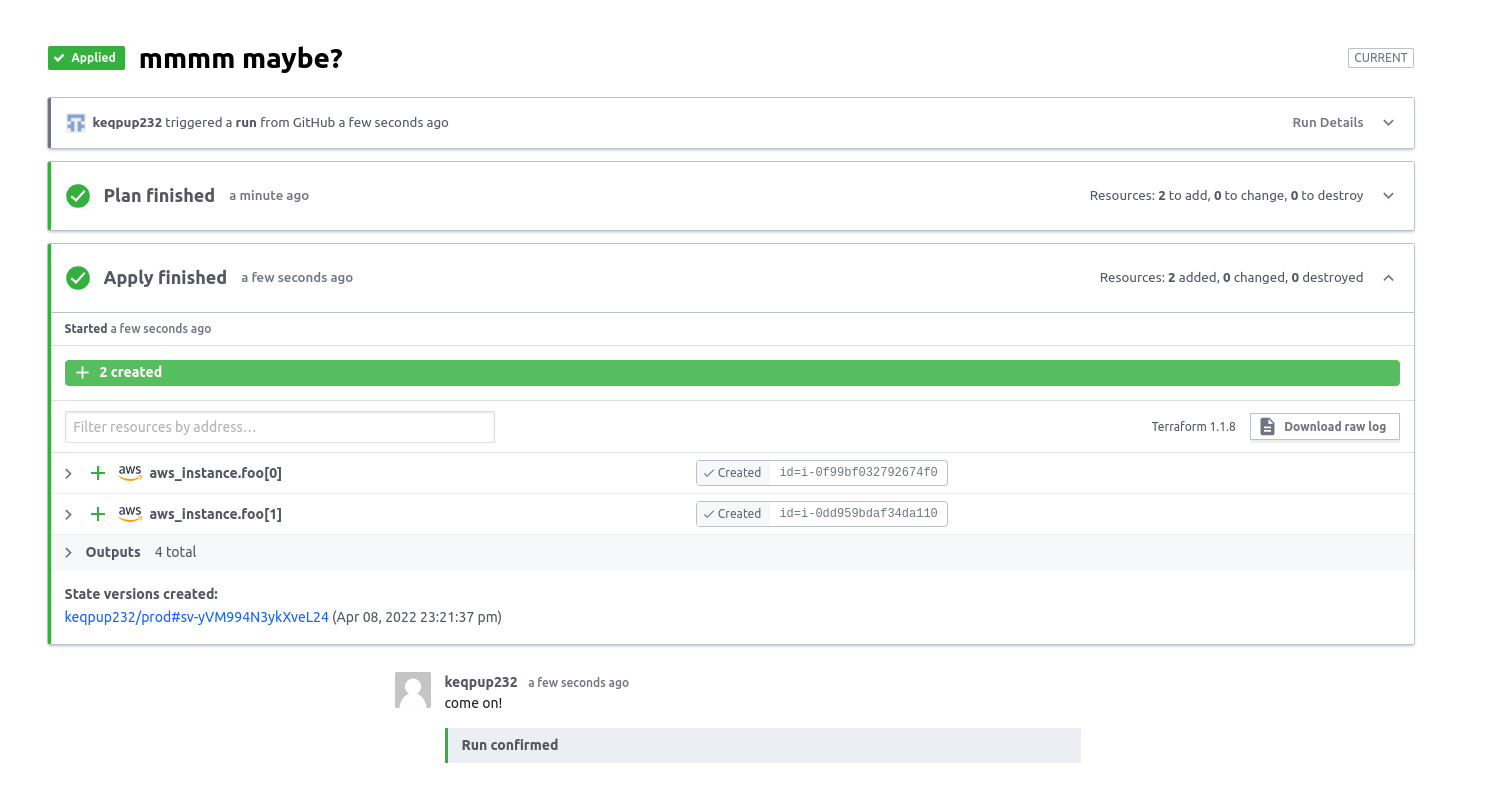 Applied mmmm maybe? CURRENT
keqpup232 triggered a run from GitHub a few seconds ago Run Details
Plan finished a minute ago Resources: 2 to add, 0 to change, 0 to destroy
Apply finished a few seconds ago Resources: 2 added, 0 changed, 0 destroyed
Started a few seconds ago
+ 2 created
Filter resources by address... Terraform 1.1.8 Download raw log
+ aws aws_instance.foo[0] Created id=i-0f99bf032792674f0
+ aws aws_instance.foo[1] Created id=i-0dd959bdaf34da110
Outputs 4 total
State versions created:
keqpup232/prod#sv-yVM994N3ykXveL24 (Apr 08, 2022 23:21:37 pm)
keqpup232 a few seconds ago
come on!
Run confirmed